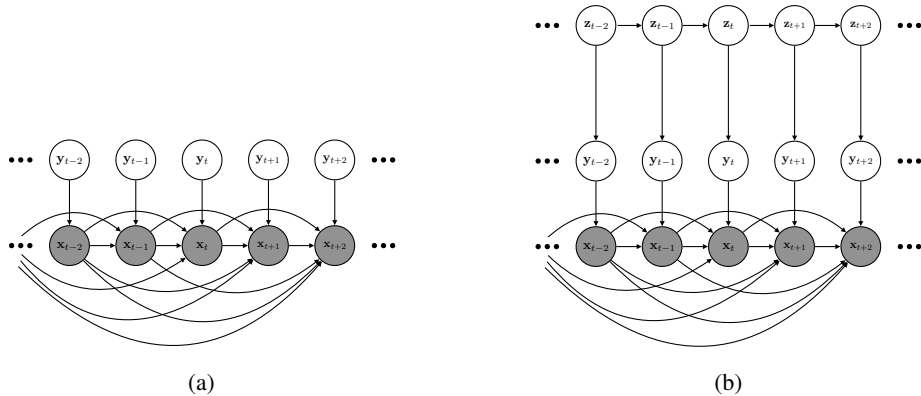 z_{t−2} z_{t−1} z_t z_{t+1} z_{t+2}
y_{t−2} y_{t−1} y_t y_{t+1} y_{t+2} y_{t−2} y_{t−1} y_t y_{t+1} y_{t+2}
x_{t−2} x_{t−1} x_t x_{t+1} x_{t+2} x_{t−2} x_{t−1} x_t x_{t+1} x_{t+2}
(a) (b)